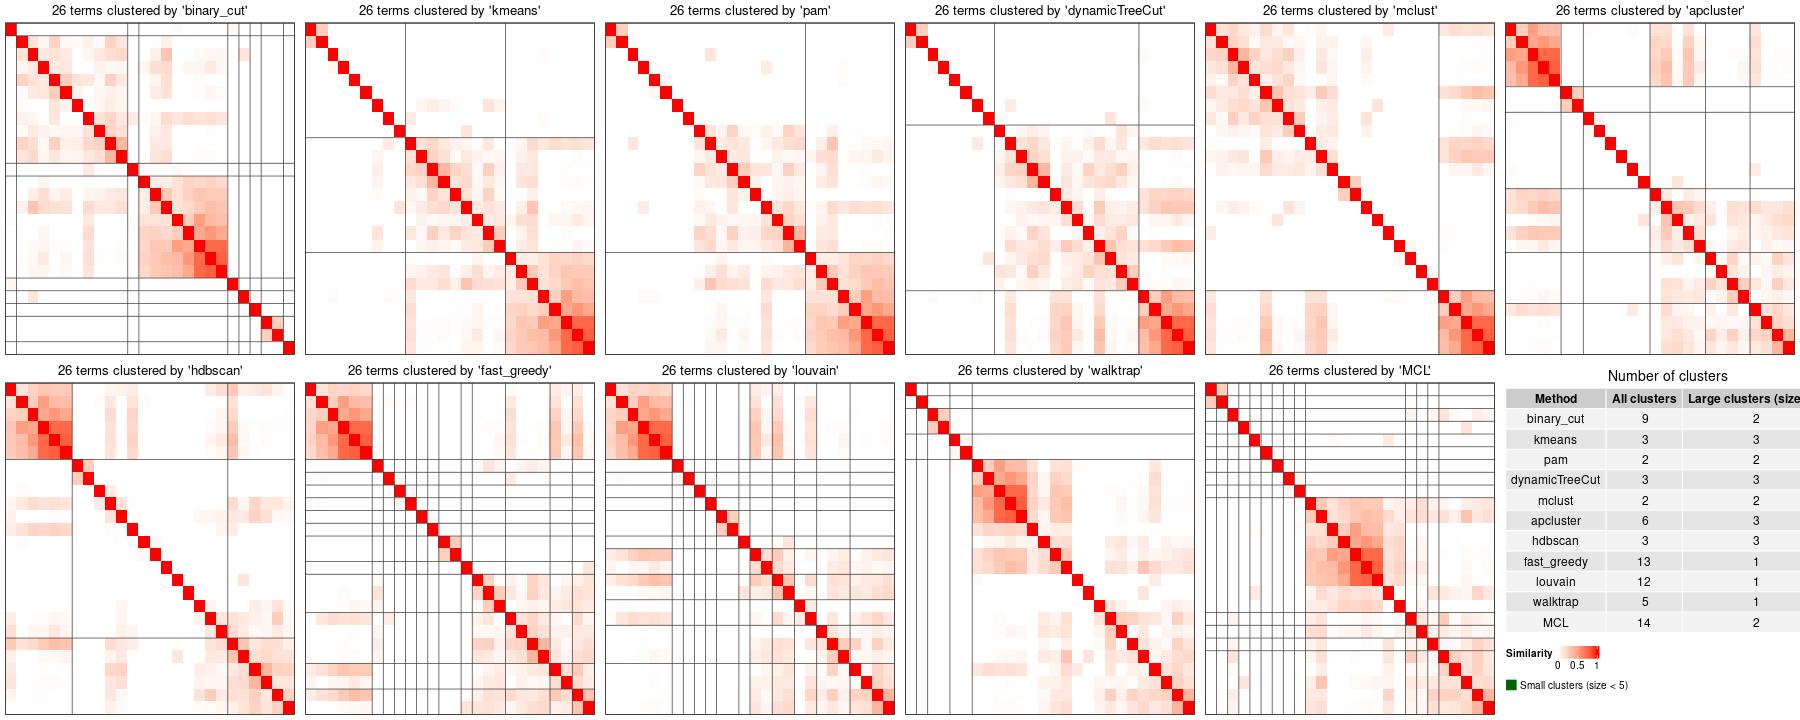 26 terms clustered by 'binary_cut'
26 terms clustered by 'kmeans'
26 terms clustered by 'pam'
26 terms clustered by 'dynamicTreeCut'
26 terms clustered by 'mclust'
26 terms clustered by 'apcluster'
26 terms clustered by 'hdbscan'
26 terms clustered by 'fast_greedy'
26 terms clustered by 'louvain'
26 terms clustered by 'walktrap'
26 terms clustered by 'MCL'
Number of clusters
Method All clusters Large clusters (size
binary_cut 9 2
kmeans 3 3
pam 2 2
dynamicTreeCut 3 3
mclust 2 2
apcluster 6 3
hdbscan 3 3
fast_greedy 13 1
louvain 12 1
walktrap 5 1
MCL 14 2
Similarity
0 0.5 1
Small clusters (size < 5)